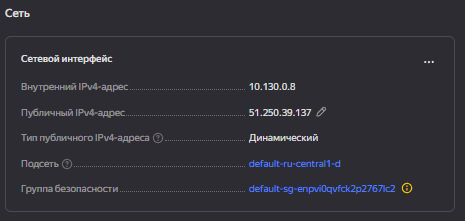 Сеть
Сетевой интерфейс
Внутренний IPv4-адрес 10.130.0.8
Публичный IPv4-адрес 51.250.39.137
Тип публичного IPv4-адреса Динамический
Подсеть default-ru-central1-d
Группа безопасности default-sg-enpvi0qvfck2p2767lc2